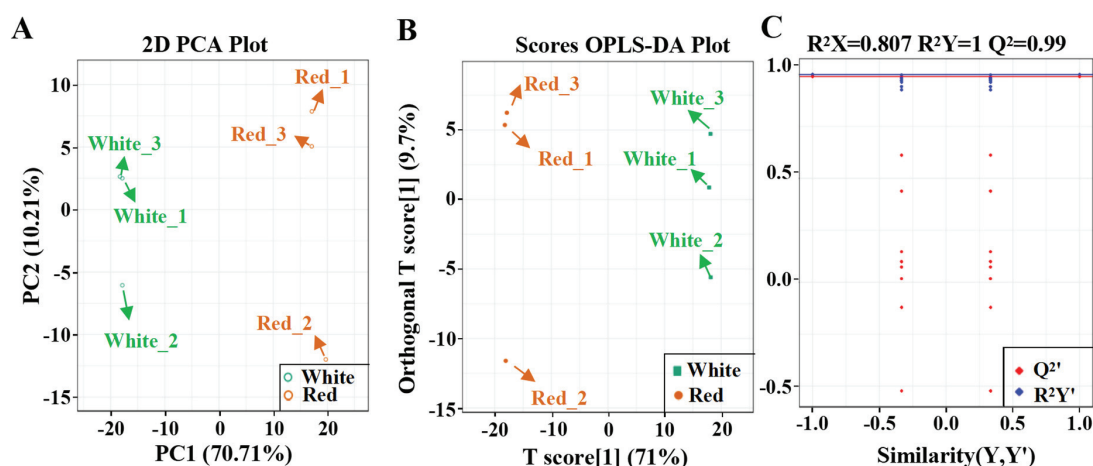 A
2D PCA Plot
10
5
0
-5
-10
-15
PC2 (10.21%)
Red_1
Red_3
White_3
White_1
White_2
Red_2
White
Red
-20
-10
0
10
20
PC1 (70.71%)
B
Scores OPLS-DA Plot
5
0
-5
-10
-15
Orthogonal T score[1] (9.7%)
Red_3
Red_1
White_3
White_1
White_2
Red_2
White
Red
-20
-10
0
10
20
T score[1] (71%)
C
R²X=0.807 R²Y=1 Q²=0.99
1.0
0.5
0.0
-0.5
Q²'
R²Y'
-1.0
-0.5
0.0
0.5
1.0
Similarity(Y,Y')